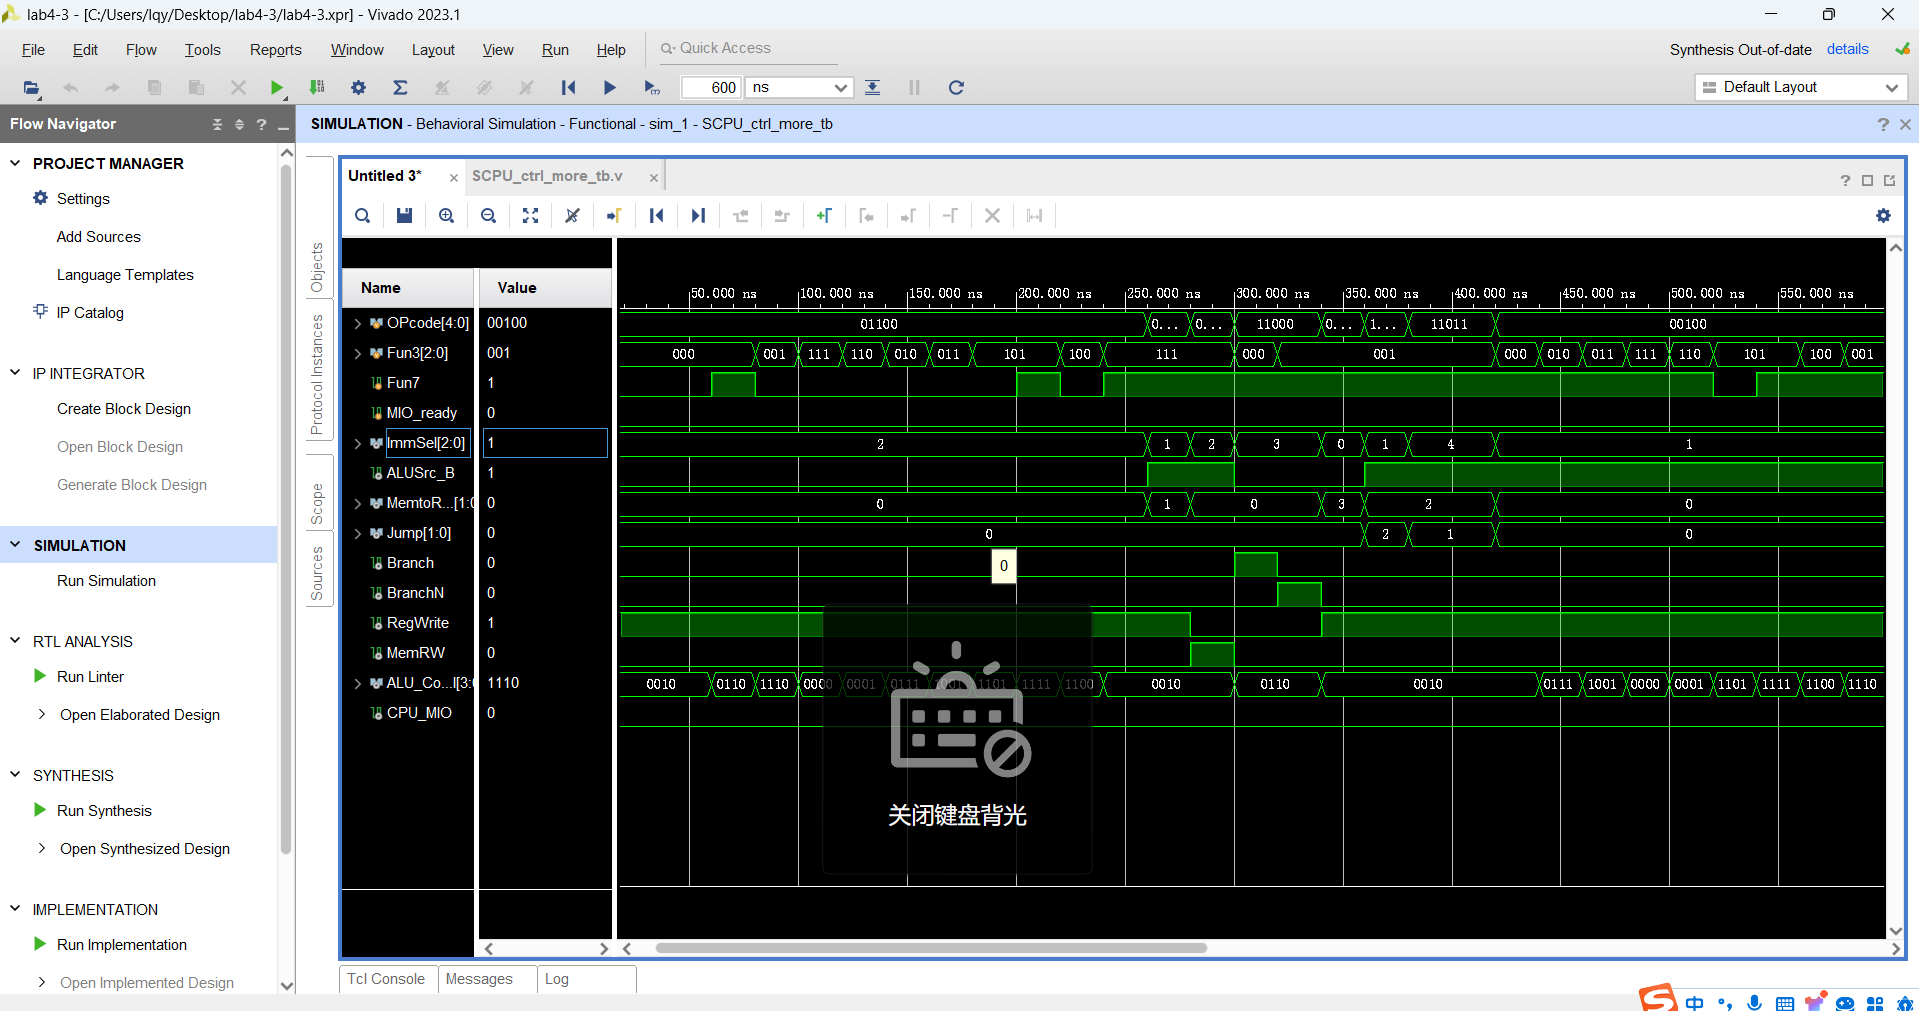 lab4-3 - [C:/Users/lqy/Desktop/lab4-3/lab4-3.xpr] - Vivado 2023.1
File Edit Flow Tools Reports Window Layout View Run Help Quick Access
Synthesis Out-of-date details
600 ns
Default Layout
Flow Navigator
SIMULATION - Behavioral Simulation - Functional - sim_1 - SCPU_ctrl_more_tb
PROJECT MANAGER
Settings
Add Sources
Language Templates
IP Catalog
IP INTEGRATOR
Create Block Design
Open Block Design
Generate Block Design
SIMULATION
Run Simulation
RTL ANALYSIS
Run Linter
Open Elaborated Design
SYNTHESIS
Run Synthesis
Open Synthesized Design
IMPLEMENTATION
Run Implementation
Open Implemented Design
Objects
Protocol Instances
Scope
Sources
Untitled 3* SCPU_ctrl_more_tb.v
Name Value
50.000 ns 100.000 ns 150.000 ns 200.000 ns 250.000 ns 300.000 ns 350.000 ns 400.000 ns 450.000 ns 500.000 ns 550.000 ns
OPcode[4:0] 00100 01100 0... 0... 11000 0... 1... 11011 00100
Fun3[2:0] 001 000 001 111 110 010 011 101 100 111 000 001 000 010 011 111 110 101 100 001
Fun7 1
MIO_ready 0
ImmSel[2:0] 1 2 1 2 3 0 1 4 1
ALUSrc_B 1
MemtoR...[1:0 0 0 1 0 3 2 0
Jump[1:0] 0 0 2 1 0
Branch 0
0
BranchN 0
RegWrite 1
MemRW 0
ALU_Co...l[3:0 1110 0010 0110 1110 0000 0001 0111 1001 1101 1111 1100 0010 0110 0010 0111 1001 0000 0001 1101 1111 1100 1110
CPU_MIO 0
关闭键盘背光
Tcl Console Messages Log
S 中